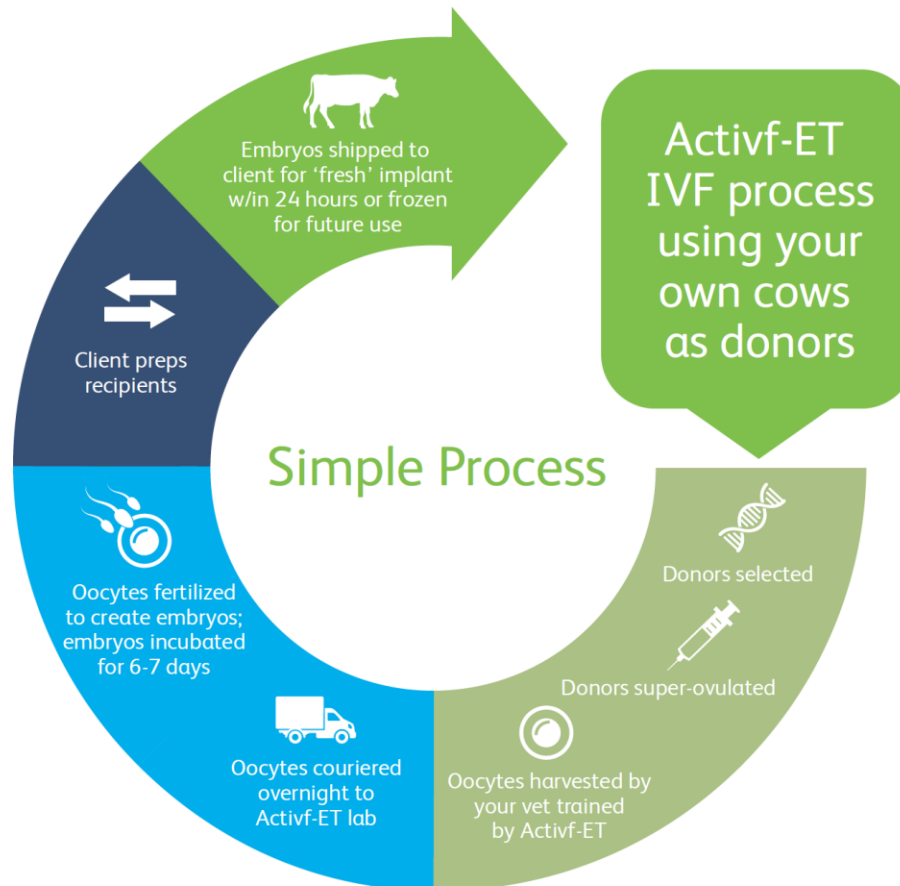 Activf-ET
IVF process
using your
own cows
as donors
Simple Process
Donors selected
Donors super-ovulated
Oocytes harvested by
your vet trained
by Activf-ET
Oocytes couriered
overnight to
Activf-ET lab
Oocytes fertilized
to create embryos;
embryos incubated
for 6-7 days
Client preps
recipients
Embryos shipped to
client for ‘fresh’ implant
w/in 24 hours or frozen
for future use